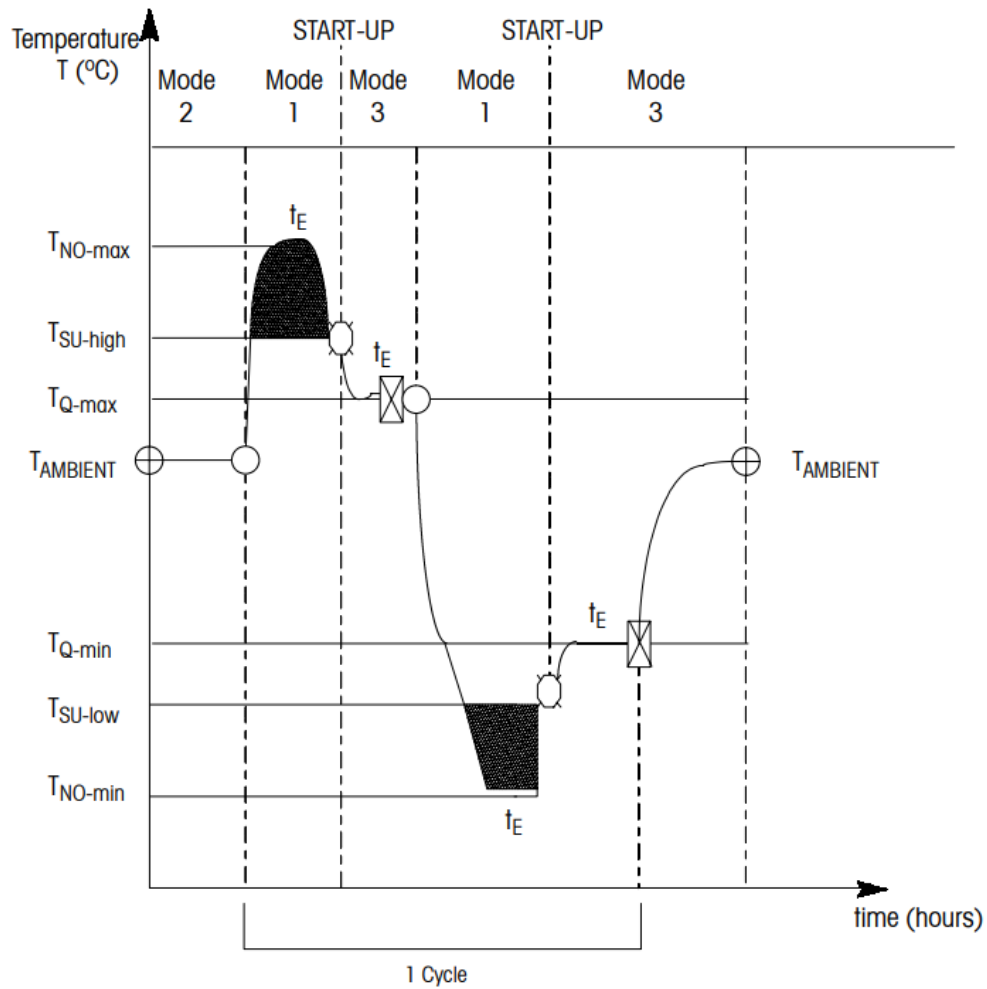 START-UP START-UP
Temperature
T (ºC)
Mode Mode Mode Mode Mode
2 1 3 1 3
tE
TNO-max
TSU-high
tE
TQ-max
TAMBIENT TAMBIENT
tE
TQ-min
TSU-low
TNO-min
tE
time (hours)
1 Cycle